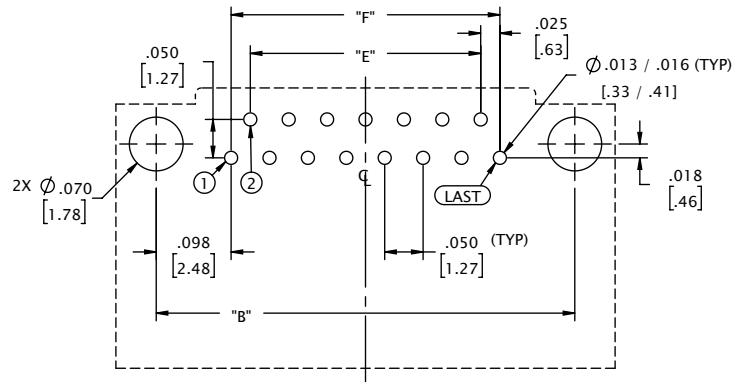 "F"
.025
[.63]
"E"
.050
[1.27]
Ø .013 / .016 (TYP)
[.33 / .41]
2X Ø .070
[1.78]
1
2
℄
LAST
.018
[.46]
.098
[2.48]
.050 (TYP)
[1.27]
"B"